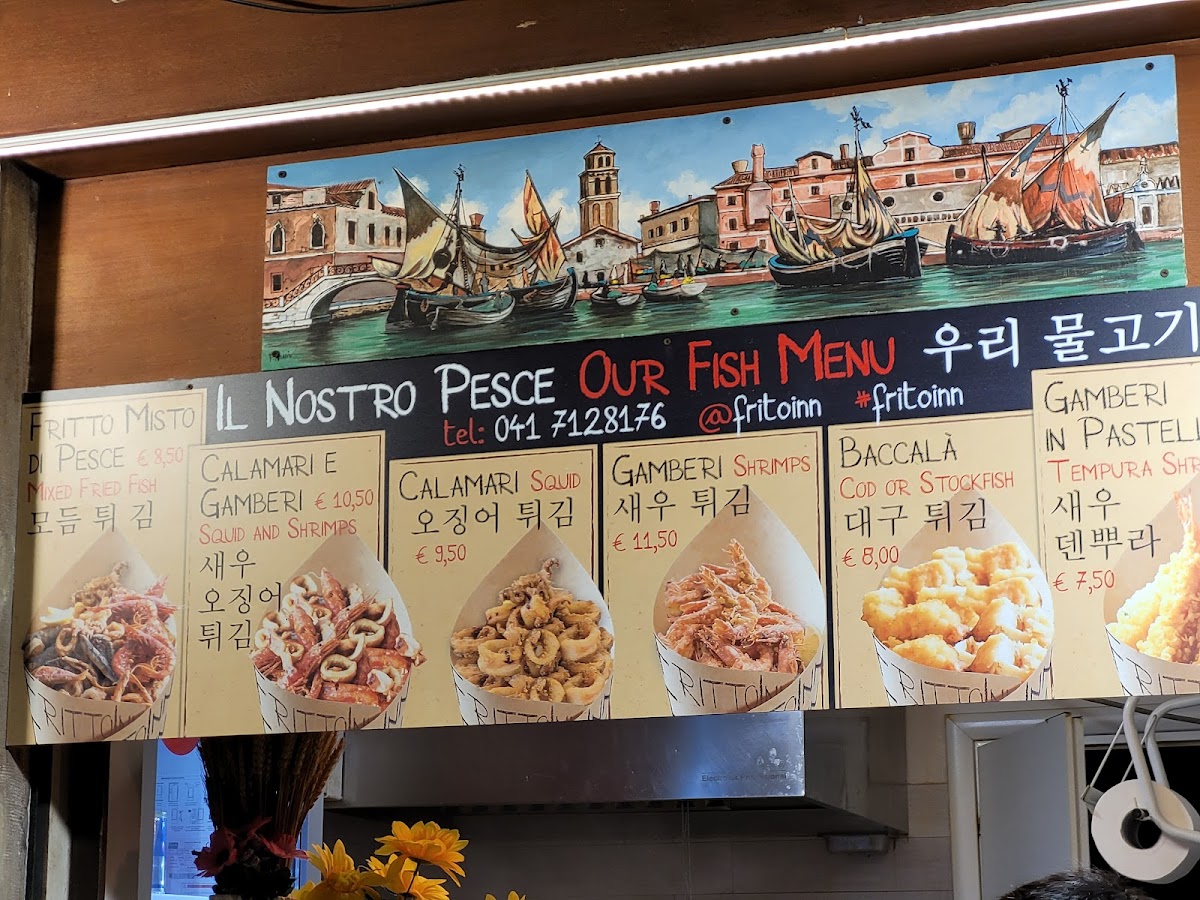 IL NOSTRO PESCE OUR FISH MENU 우리 물고기
tel: 041 7128176 @fritoinn #fritoinn
FRITTO MISTO
DI PESCE € 8,50
MIXED FRIED FISH
모듬 튀김
CALAMARI E
GAMBERI € 10,50
SQUID AND SHRIMPS
새우
오징어
튀김
CALAMARI SQUID
오징어 튀김
€ 9,50
GAMBERI SHRIMPS
새우 튀김
€ 11,50
BACCALÀ
COD OR STOCKFISH
대구 튀김
€ 8,00
GAMBERI
IN PASTEL
TEMPURA SHR
새우
덴뿌라
€ 7,50